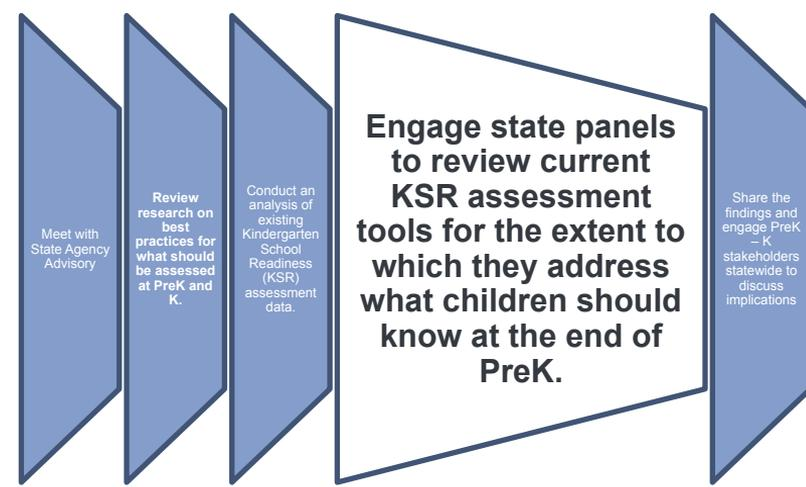 Meet with
State Agency
Advisory
Review
research on
best
practices for
what should
be assessed
at PreK and
K.
Conduct an
analysis of
existing
Kindergarten
School
Readiness
(KSR)
assessment
data.
Engage state panels
to review current
KSR assessment
tools for the extent to
which they address
what children should
know at the end of
PreK.
Share the
findings and
engage PreK
– K
stakeholders
statewide to
discuss
implications